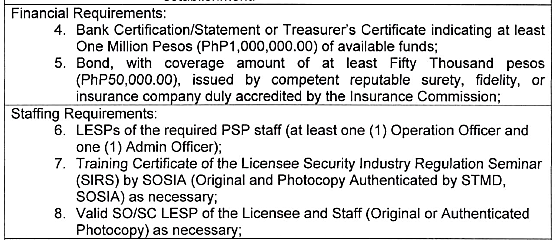 Financial Requirements:
4. Bank Certification/Statement or Treasurer's Certificate indicating at least
One Million Pesos (PhP1,000,000.00) of available funds;
5. Bond, with coverage amount of at least Fifty Thousand pesos
(PhP50,000.00), issued by competent reputable surety, fidelity, or
insurance company duly accredited by the Insurance Commission;
Staffing Requirements:
6. LESPs of the required PSP staff (at least one (1) Operation Officer and
one (1) Admin Officer);
7. Training Certificate of the Licensee Security Industry Regulation Seminar
(SIRS) by SOSIA (Original and Photocopy Authenticated by STMD,
SOSIA) as necessary;
8. Valid SO/SC LESP of the Licensee and Staff (Original or Authenticated
Photocopy) as necessary;